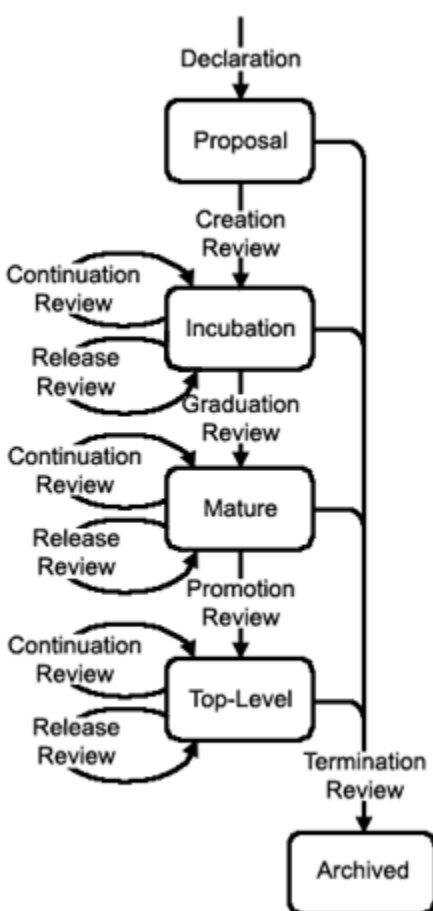 Declaration
Proposal
Creation
Review
Continuation
Review
Incubation
Release
Review
Graduation
Review
Continuation
Review
Mature
Release
Review
Promotion
Review
Continuation
Review
Top-Level
Release
Review
Termination
Review
Archived